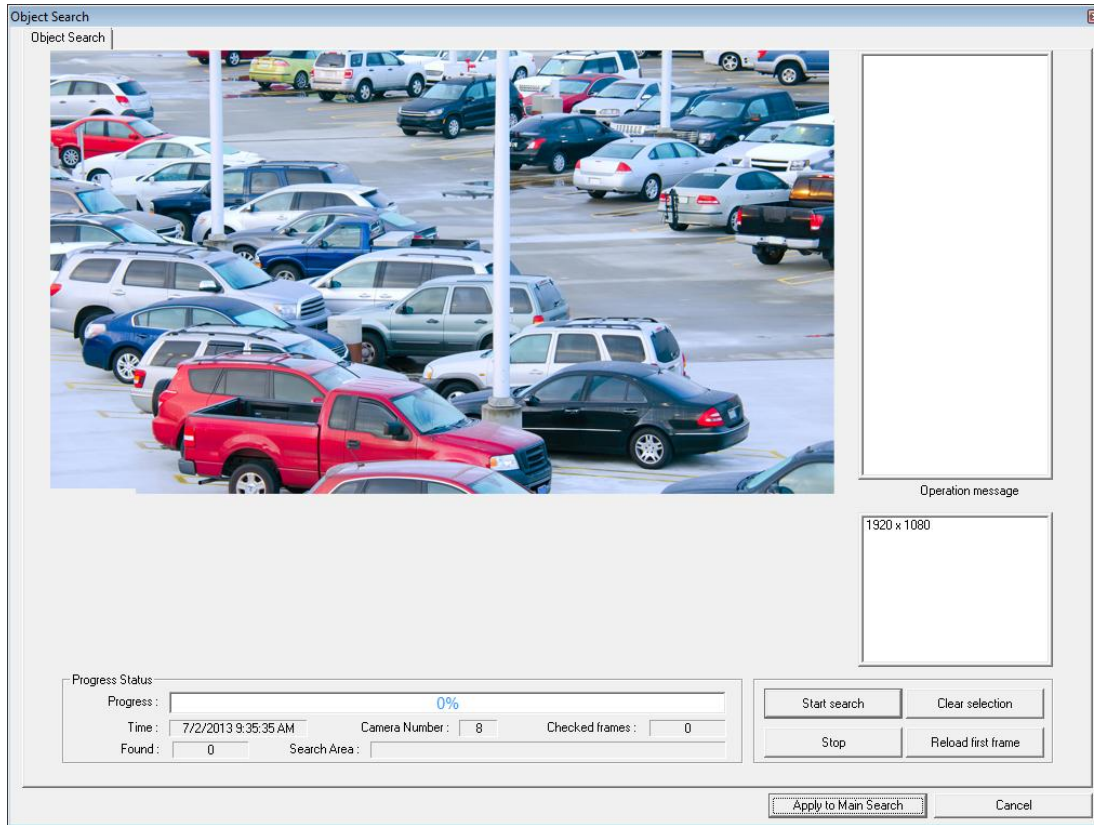 Object Search
Object Search
Operation message
1920 x 1080
Progress Status
Progress : 0%
Time : 7/2/2013 9:35:35 AM Camera Number : 8 Checked frames : 0
Found : 0 Search Area :
Start search Clear selection
Stop Reload first frame
Apply to Main Search Cancel